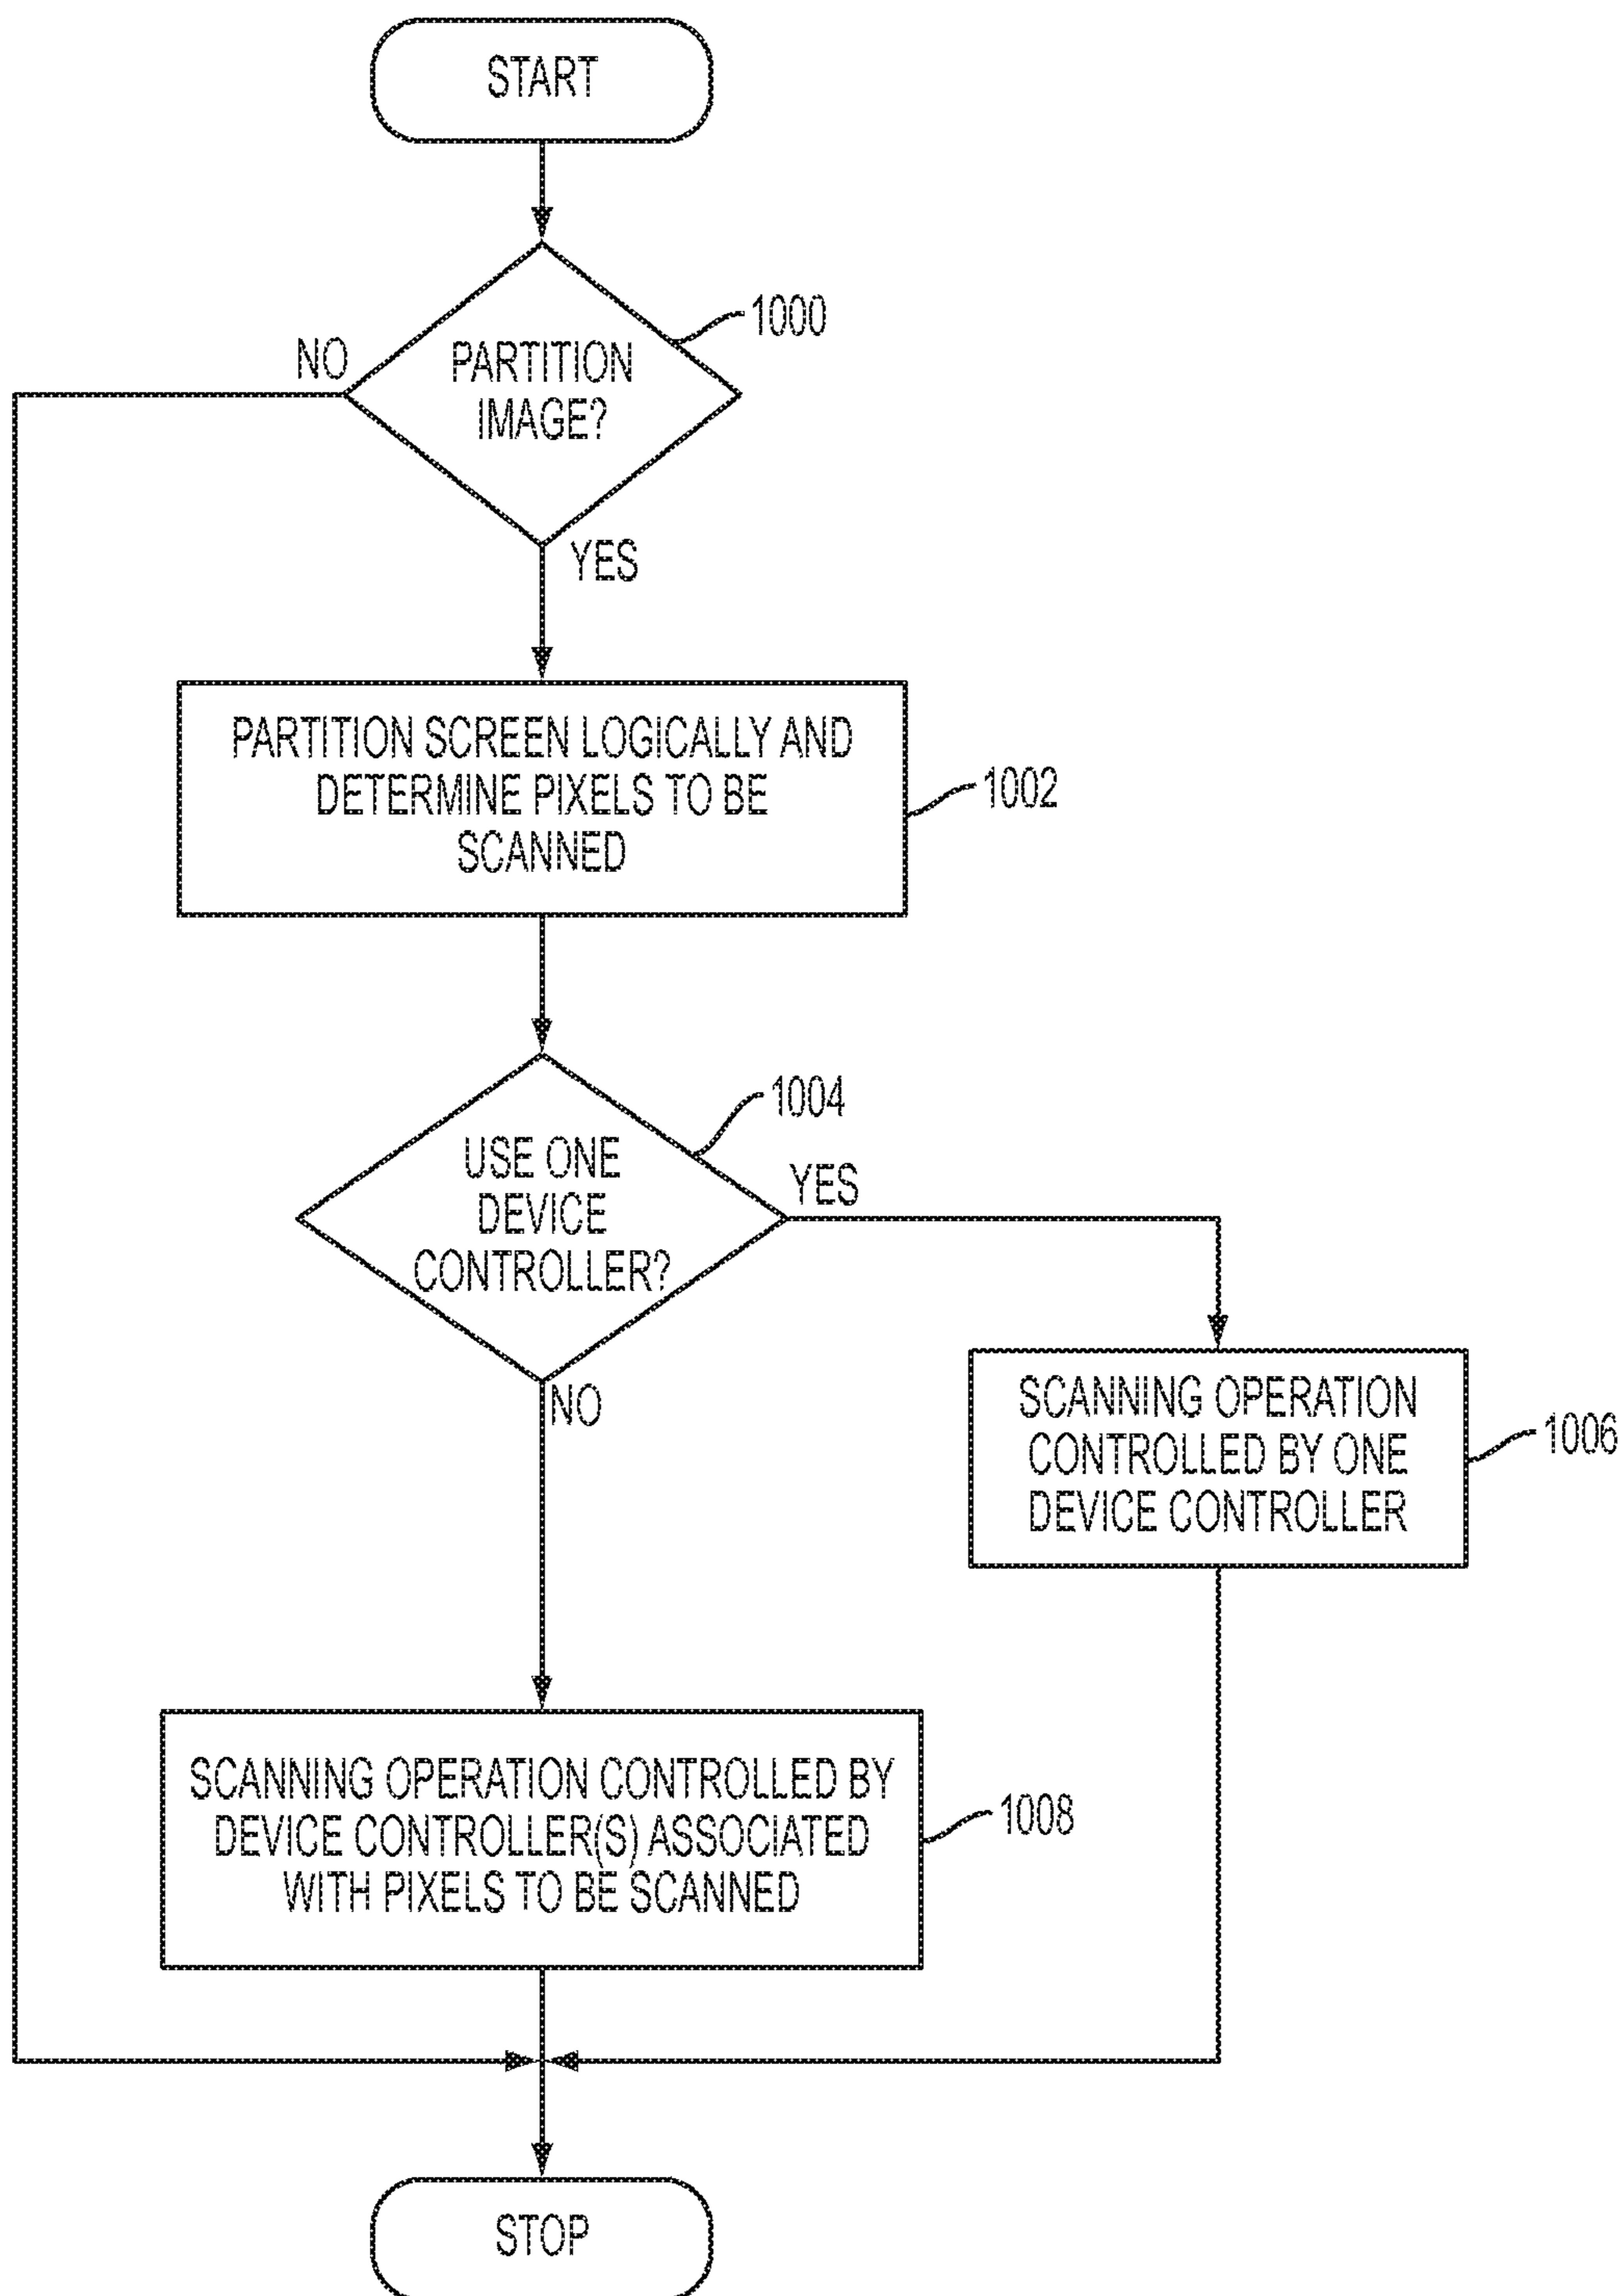 START
1000
NO
PARTITION
IMAGE?
YES
PARTITION SCREEN LOGICALLY AND
DETERMINE PIXELS TO BE
SCANNED
1002
1004
USE ONE
DEVICE
CONTROLLER?
YES
NO
SCANNING OPERATION
CONTROLLED BY ONE
DEVICE CONTROLLER
1006
SCANNING OPERATION CONTROLLED BY
DEVICE CONTROLLER(S) ASSOCIATED
WITH PIXELS TO BE SCANNED
1008
STOP